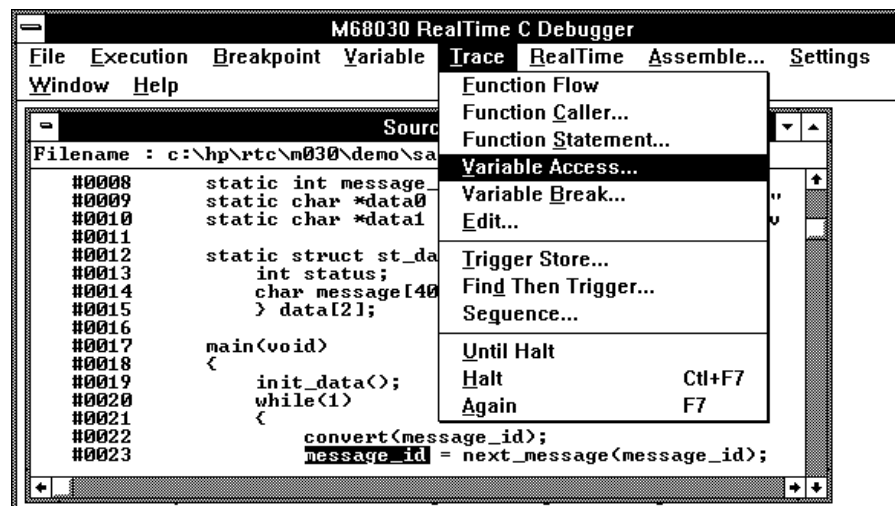 M68030 RealTime C Debugger
File Execution Breakpoint Variable Trace RealTime Assemble... Settings
Window Help
Function Flow
Function Caller...
Function Statement...
Variable Access...
Variable Break...
Edit...
Trigger Store...
Find Then Trigger...
Sequence...
Until Halt
Halt Ctl+F7
Again F7
Sourc
Filename : c:\hp\rtc\m030\demo\sa
#0008 static int message_
#0009 static char *data0 "
#0010 static char *data1 v
#0011
#0012 static struct st_da
#0013 int status;
#0014 char message[40
#0015 } data[2];
#0016
#0017 main(void)
#0018 {
#0019 init_data();
#0020 while(1)
#0021 {
#0022 convert(message_id);
#0023 message_id = next_message(message_id);